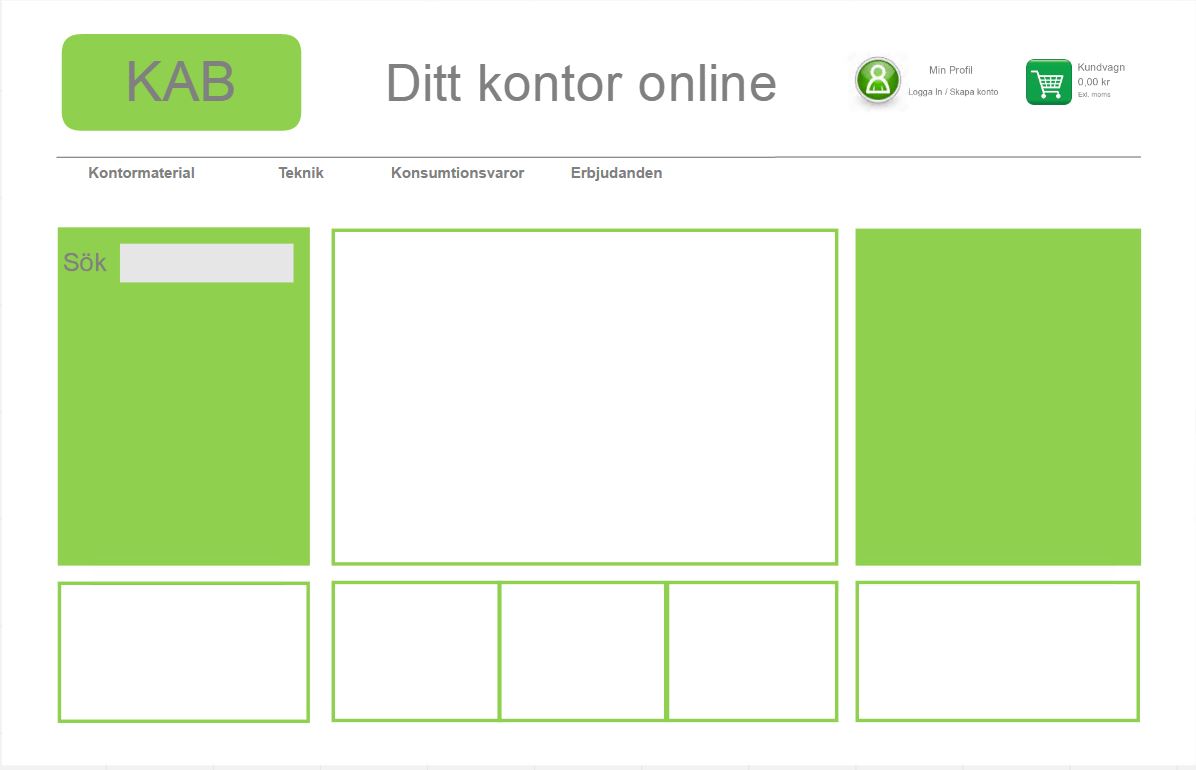 KAB
Ditt kontor online
Min Profil
Logga In / Skapa konto
Kundvagn
0,00 kr
Exl. moms
Kontormaterial
Teknik
Konsumtionsvaror
Erbjudanden
Sök